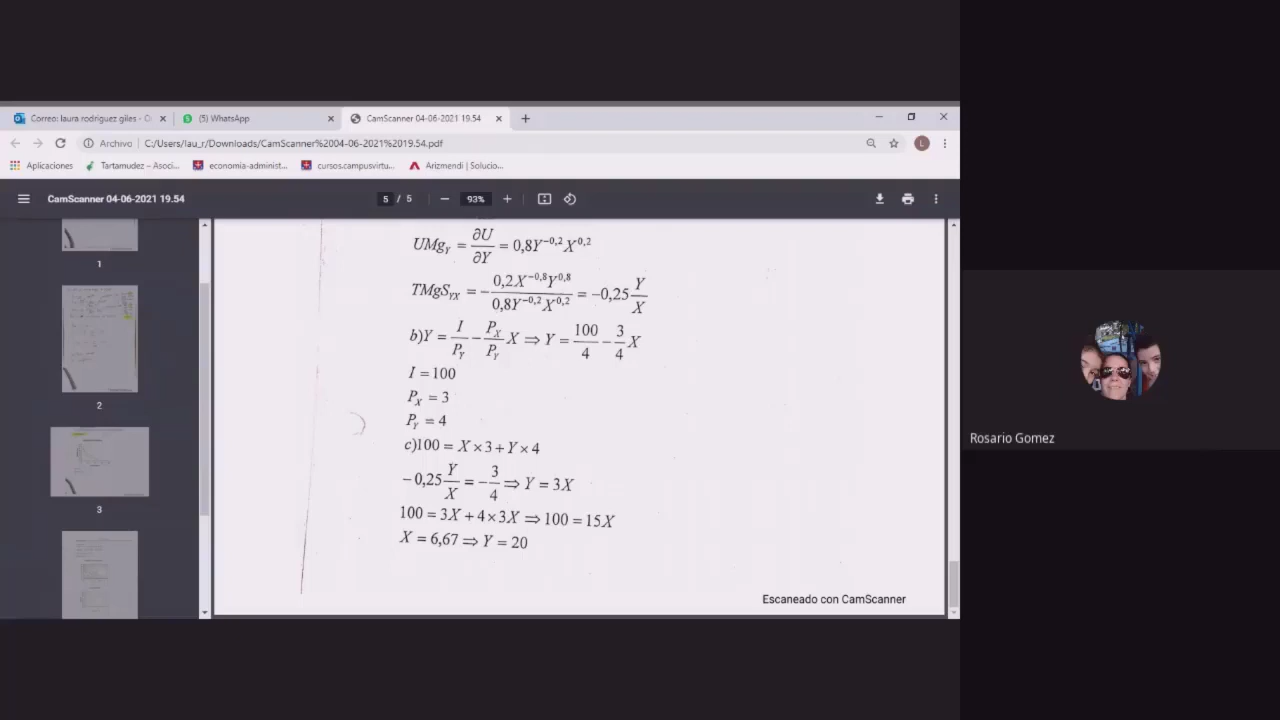 Correo: laura rodriguez giles - O
(5) WhatsApp
CamScanner 04-06-2021 19.54
Archivo
C:/Users/lau_r/Downloads/CamScanner%2004-06-2021%2019.54.pdf
L
Aplicaciones
Tartamudez – Asoci...
economia-administ...
cursos.campusvirtu...
Arizmendi | Solucio...
CamScanner 04-06-2021 19.54
5 / 5
93%
1
2
3
UMg_Y = ∂U/∂Y = 0,8Y^{-0,2}X^{0,2}
TMgS_{YX} = -(0,2X^{-0,8}Y^{0,8})/(0,8Y^{-0,2}X^{0,2}) = -0,25 Y/X
b)Y = I/P_Y - P_X/P_Y X ⇒ Y = 100/4 - 3/4 X
I = 100
P_X = 3
P_Y = 4
c)100 = X × 3 + Y × 4
-0,25 Y/X = -3/4 ⇒ Y = 3X
100 = 3X + 4 × 3X ⇒ 100 = 15X
X = 6,67 ⇒ Y = 20
Escaneado con CamScanner
Rosario Gomez